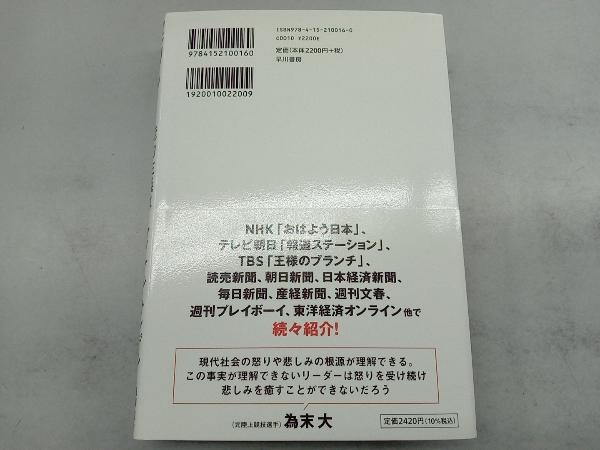 ISBN978-4-15-210016-0
C0010 ¥2200E
定価(本体2200円+税)
早川書房
9784152100160
1920010022009
NHK「おはよう日本」、
テレビ朝日「報道ステーション」、
TBS「王様のブランチ」、
読売新聞、朝日新聞、日本経済新聞、
毎日新聞、産経新聞、週刊文春、
週刊プレイボーイ、東洋経済オンライン他で
続々紹介!
現代社会の怒りや悲しみの根源が理解できる。
この事実が理解できないリーダーは怒りを受け続け
悲しみを癒すことができないだろう
(元陸上競技選手) 為末 大
定価2420円(10%税込)